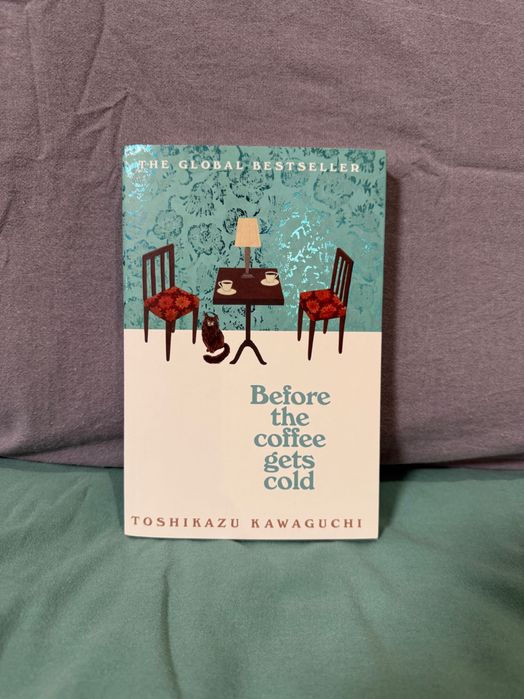 THE GLOBAL BESTSELLER
Before
the
coffee
gets
cold
TOSHIKAZU KAWAGUCHI